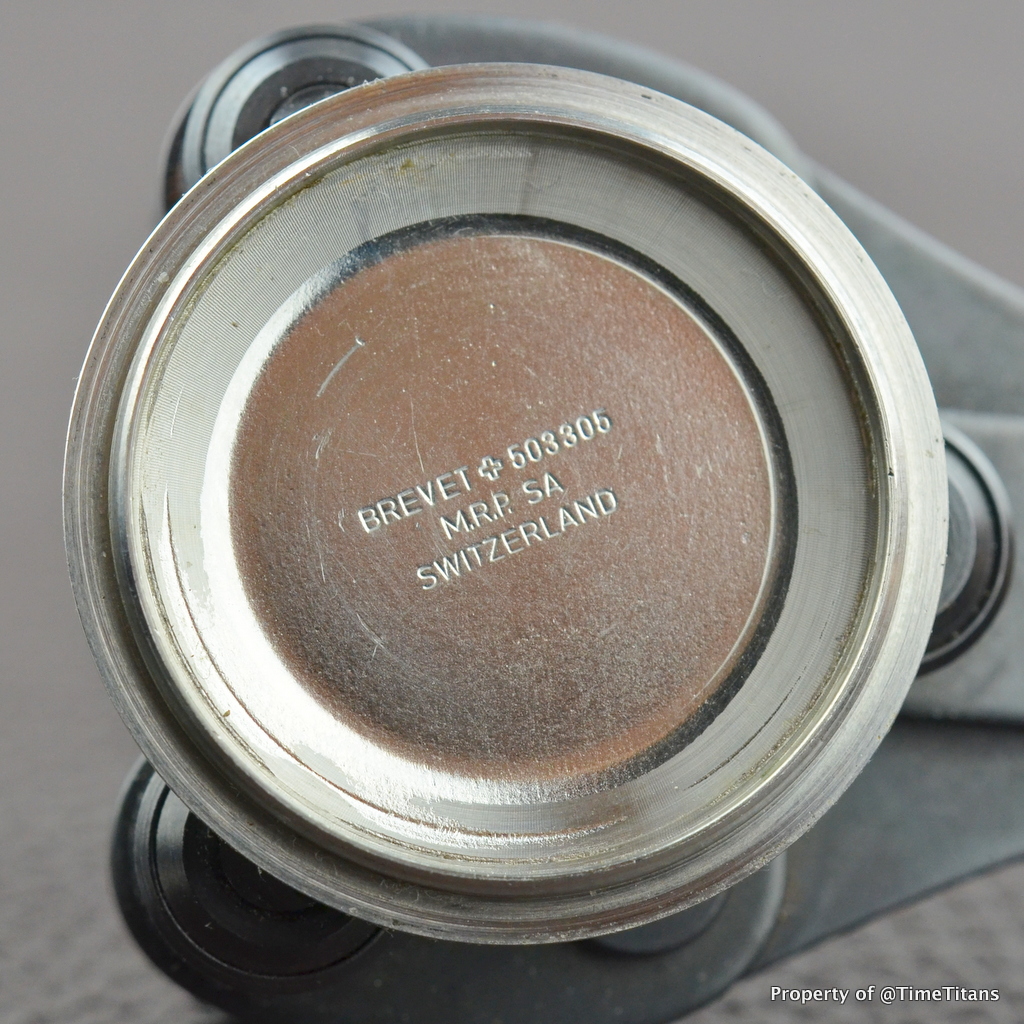 BREVET ✚ 503305
M.R.P. SA
SWITZERLAND
Property of @TimeTitans